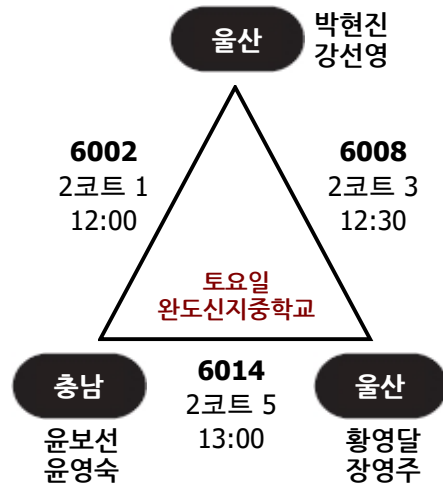 울산
박현진
강선영
6002
2코트 1
12:00
6008
2코트 3
12:30
토요일
완도신지중학교
충남
윤보선
윤영숙
6014
2코트 5
13:00
울산
황영달
장영주